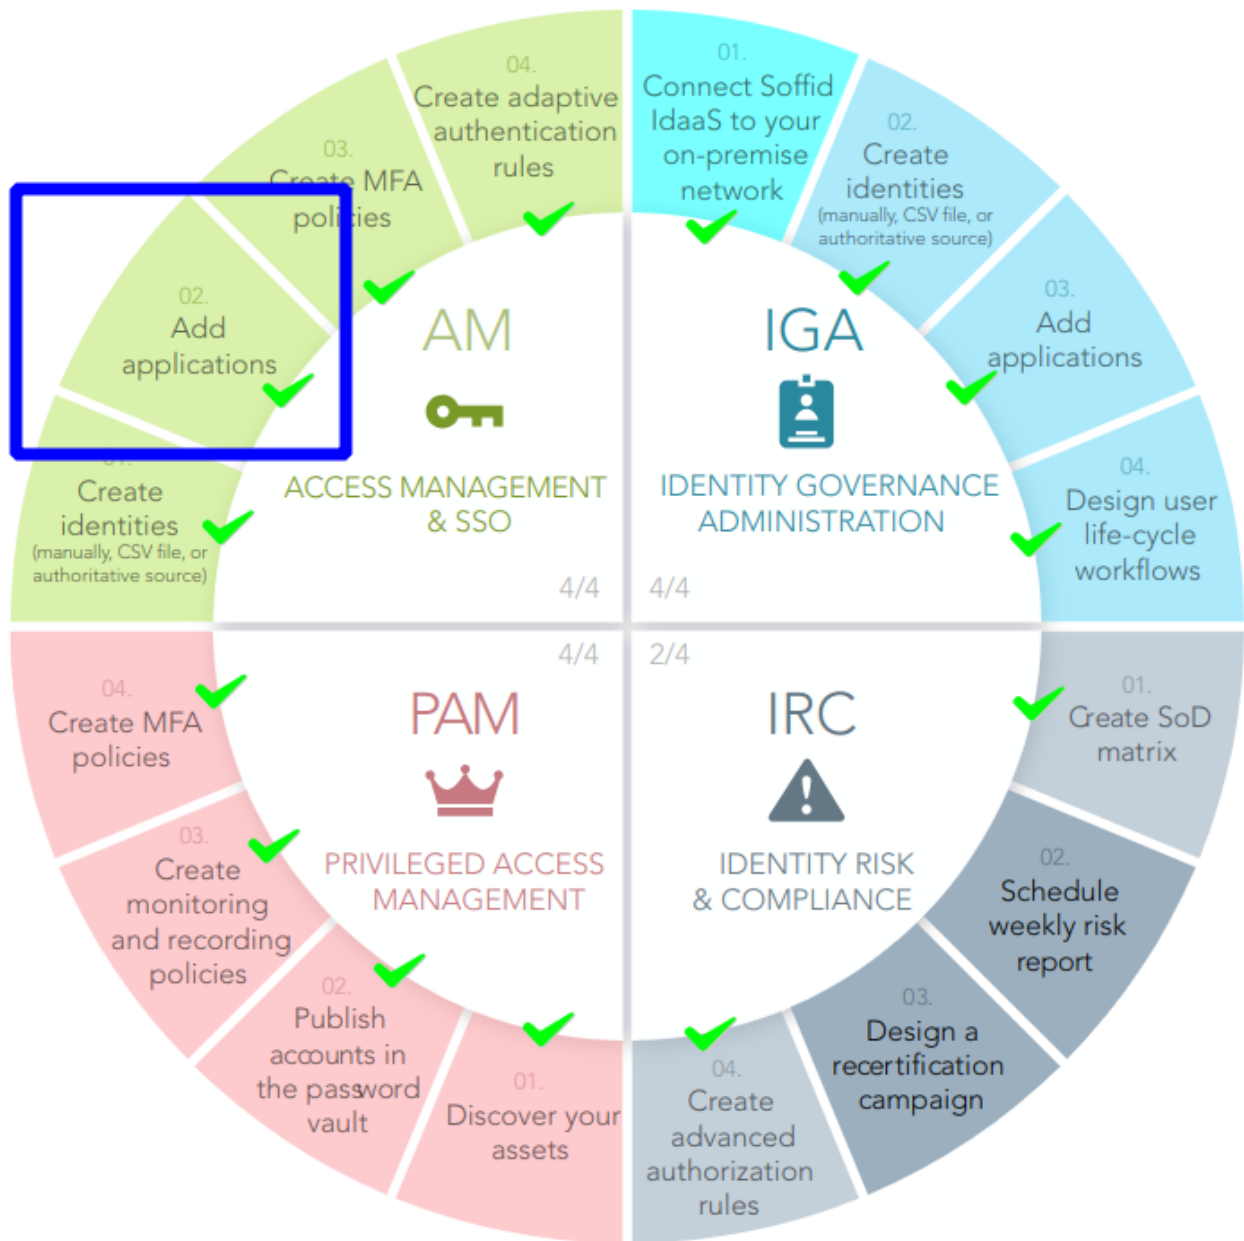 04.
Create adaptive
authentication
rules
03.
Create MFA
policies
02.
Add
applications
01.
Create
identities
(manually, CSV file, or
authoritative source)
AM
ACCESS MANAGEMENT
& SSO
4/4
01.
Connect Soffid
IdaaS to your
on-premise
network
02.
Create
identities
(manually, CSV file, or
authoritative source)
03.
Add
applications
04.
Design user
life-cycle
workflows
IGA
IDENTITY GOVERNANCE
ADMINISTRATION
4/4
4/4
PAM
PRIVILEGED ACCESS
MANAGEMENT
04.
Create MFA
policies
03.
Create
monitoring
and recording
policies
02.
Publish
accounts in
the password
vault
01.
Discover your
assets
2/4
IRC
IDENTITY RISK
& COMPLIANCE
01.
Create SoD
matrix
02.
Schedule
weekly risk
report
03.
Design a
recertification
campaign
04.
Create
advanced
authorization
rules